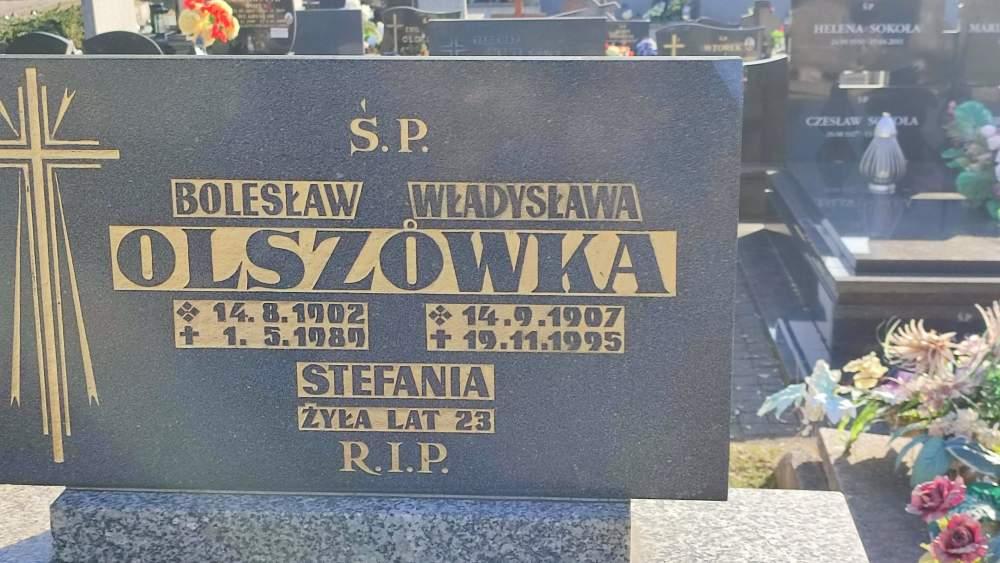 Ś.P.
BOLESŁAW WŁADYSŁAWA
OLSZÓWKA
14.8.1902 14.9.1907
1.5.1989 19.11.1995
STEFANIA
ŻYŁA LAT 23
R.I.P.
HELENA SOKOŁA
CZESŁAW SOKOŁA
WTOREK